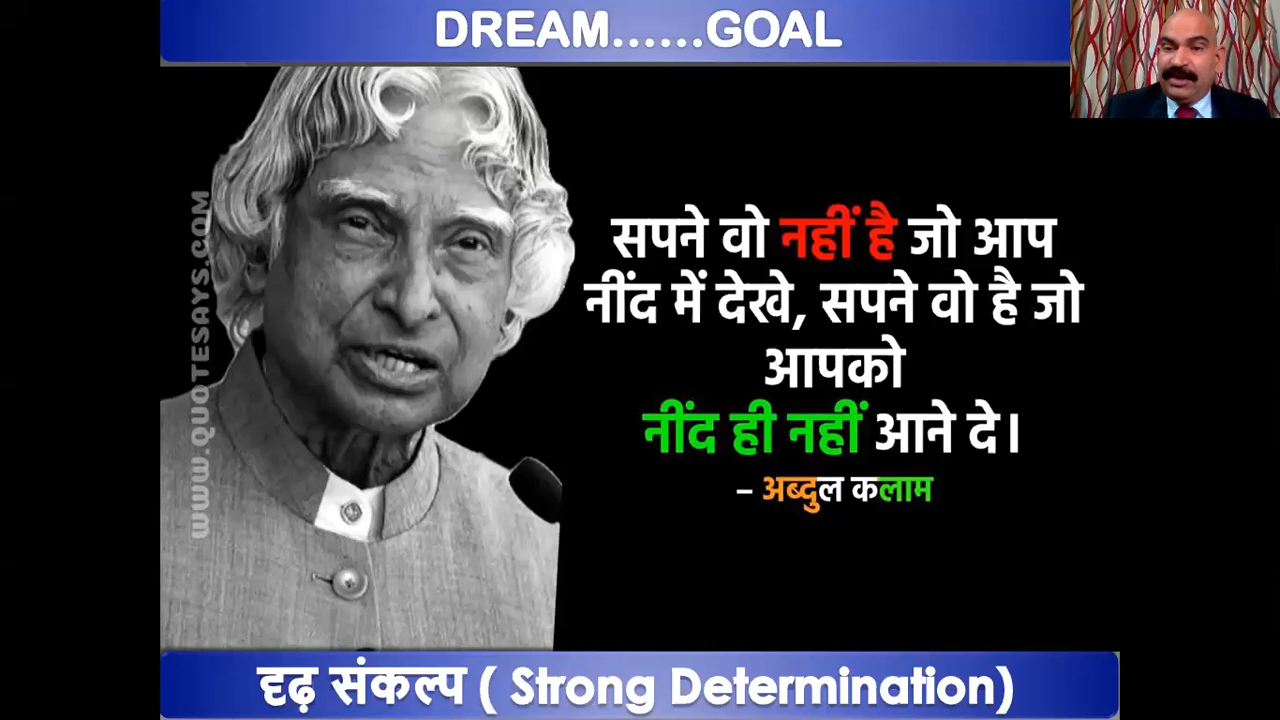 DREAM......GOAL
सपने वो नहीं है जो आप
नींद में देखे, सपने वो है जो
आपको
नींद ही नहीं आने दे।
– अब्दुल कलाम
WWW.QUOTESAYS.COM
दृढ़ संकल्प ( Strong Determination)